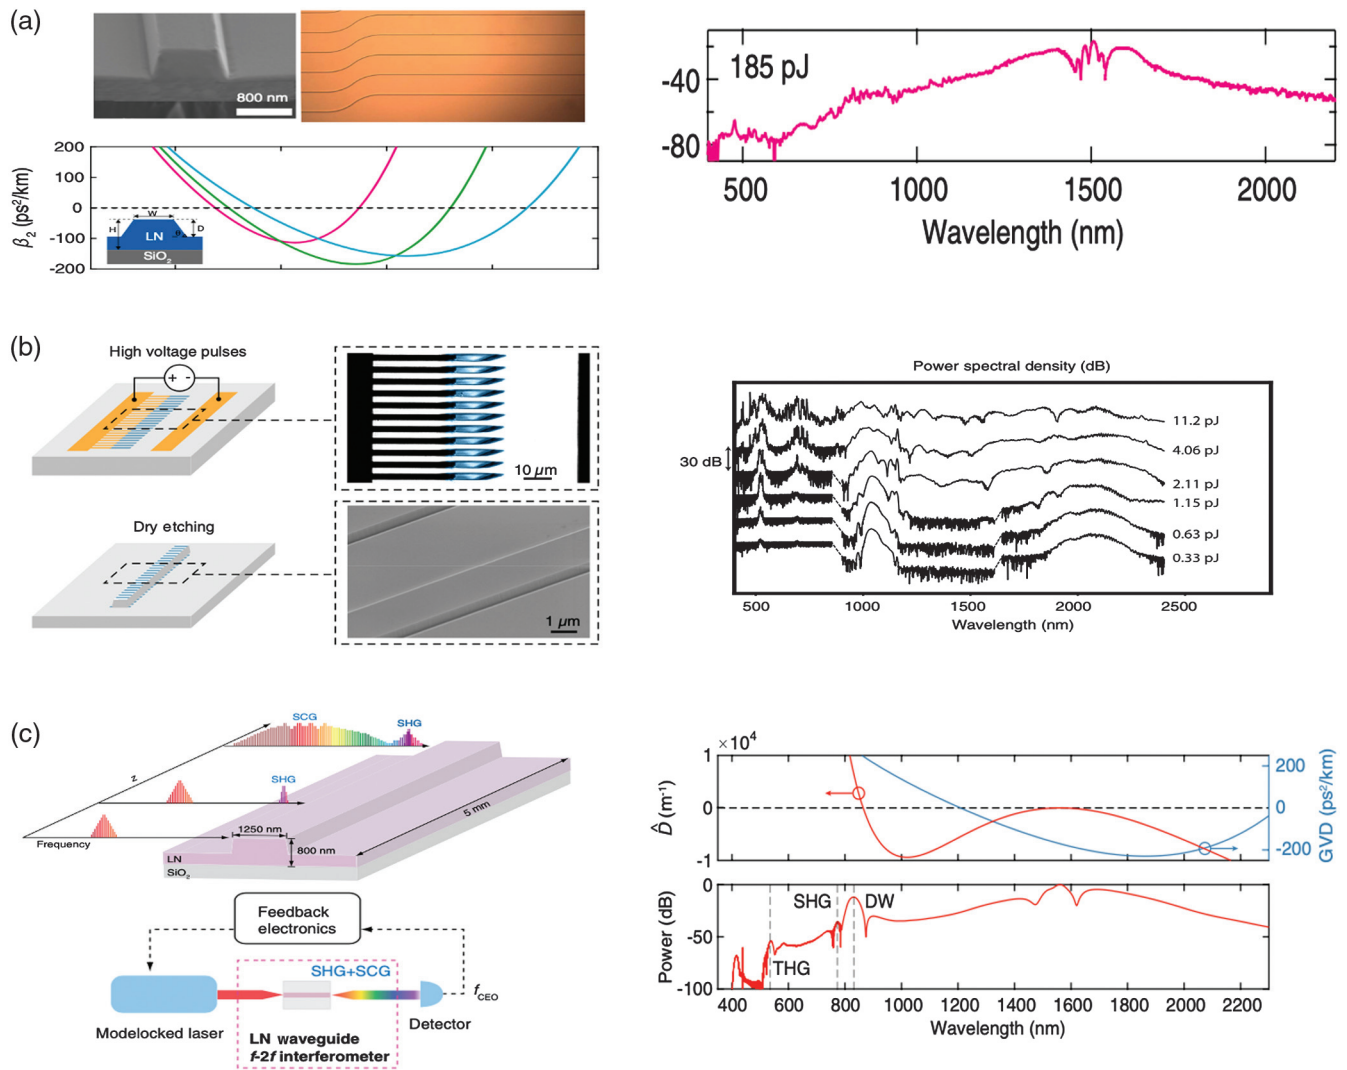 (a)
800 nm
200
100
0
-100
-200
β₂ (ps²/km)
W
H
D
θ
LN
SiO₂
185 pJ
-40
-80
500 1000 1500 2000
Wavelength (nm)
(b)
High voltage pulses
+ -
10 μm
Dry etching
1 μm
Power spectral density (dB)
30 dB
11.2 pJ
4.06 pJ
2.11 pJ
1.15 pJ
0.63 pJ
0.33 pJ
500 1000 1500 2000 2500
Wavelength (nm)
(c)
SCG
SHG
z
SHG
Frequency
1250 nm
800 nm
5 mm
LN
SiO₂
Feedback
electronics
SHG+SCG
fCEO
Modelocked laser
Detector
LN waveguide
f-2f interferometer
×10⁴
1
0
-1
D̂ (m⁻¹)
200
0
-200
GVD (ps²/km)
0
-50
-100
Power (dB)
SHG
DW
THG
400 600 800 1000 1200 1400 1600 1800 2000 2200
Wavelength (nm)